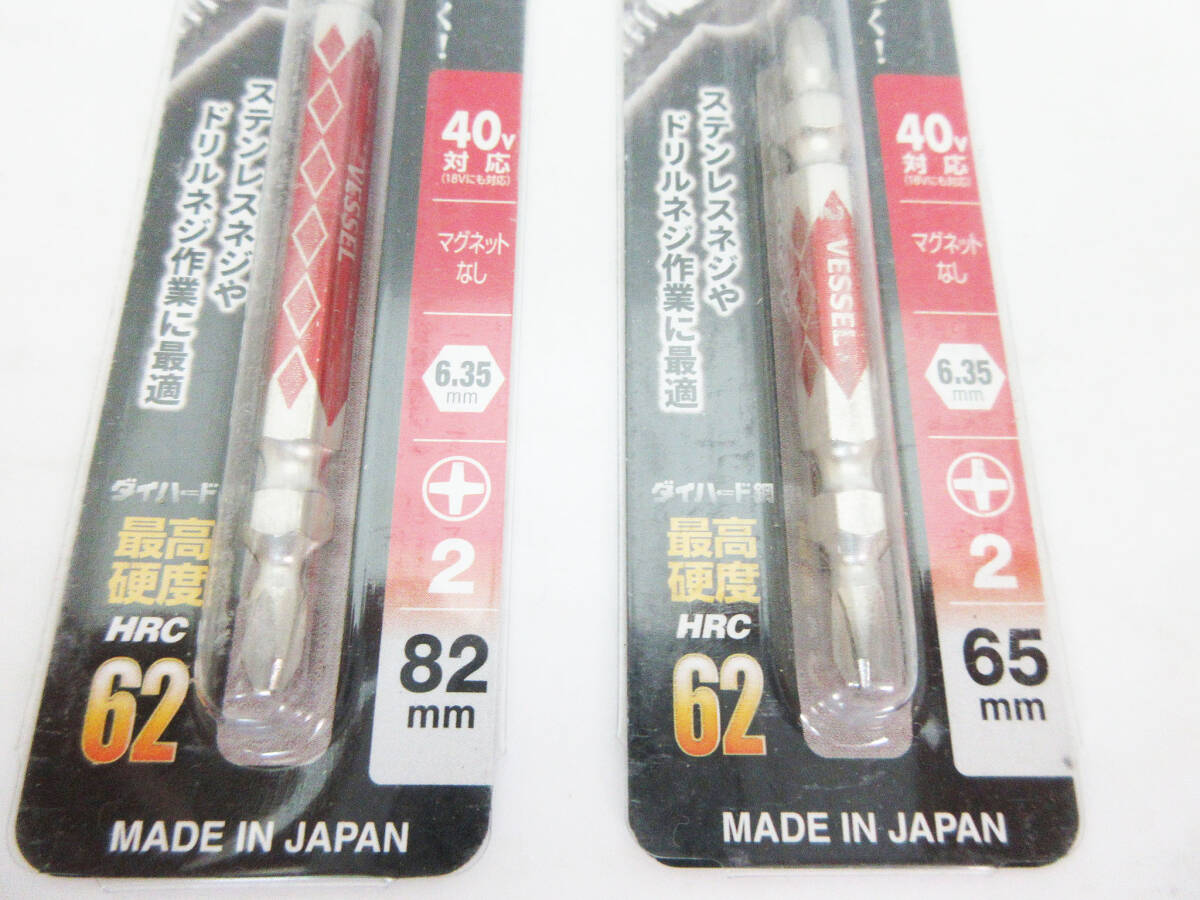 く!
ステンレスネジや
ドリルネジ作業に最適
VESSEL
40V
対応
(18Vにも対応)
マグネット
なし
6.35
mm
2
82
mm
ダイハード
最高
硬度
HRC
62
MADE IN JAPAN
く!
ステンレスネジや
ドリルネジ作業に最適
VESSEL
40V
対応
(18Vにも対応)
マグネット
なし
6.35
mm
2
65
mm
ダイハード鋼
最高
硬度
HRC
62
MADE IN JAPAN